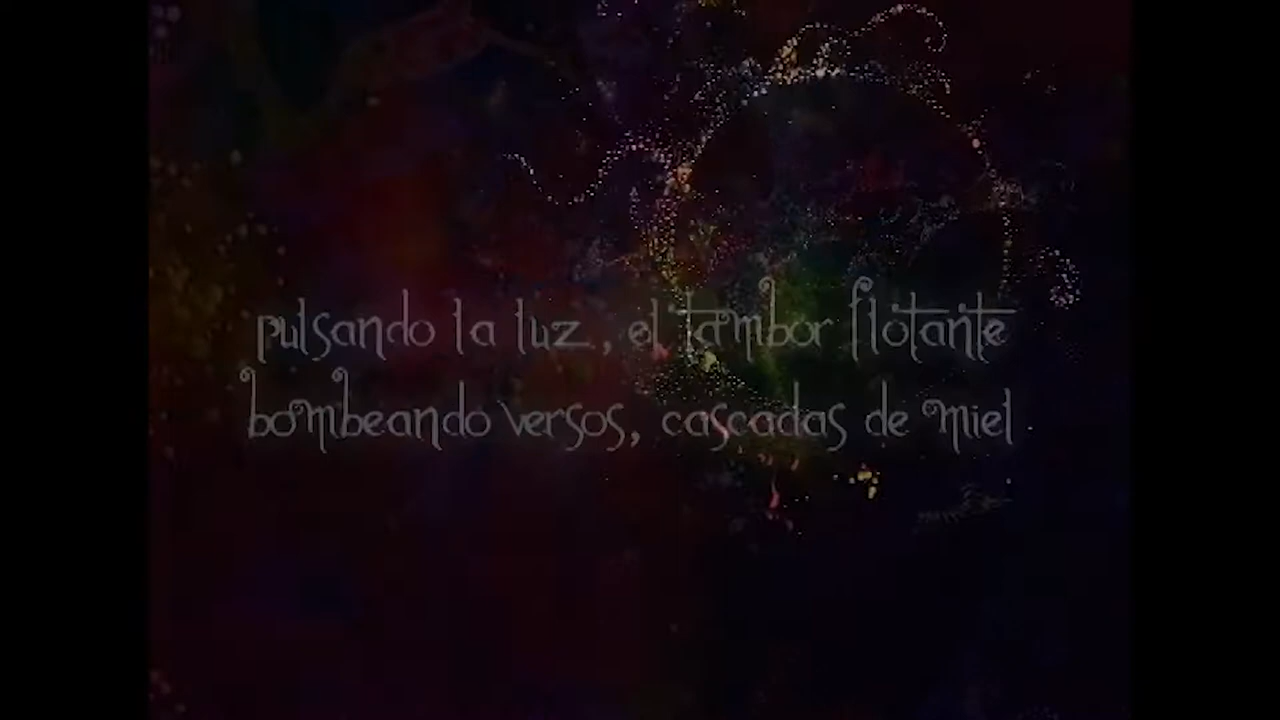 pulsando la luz, el tambor flotante
bombeando versos, cascadas de miel